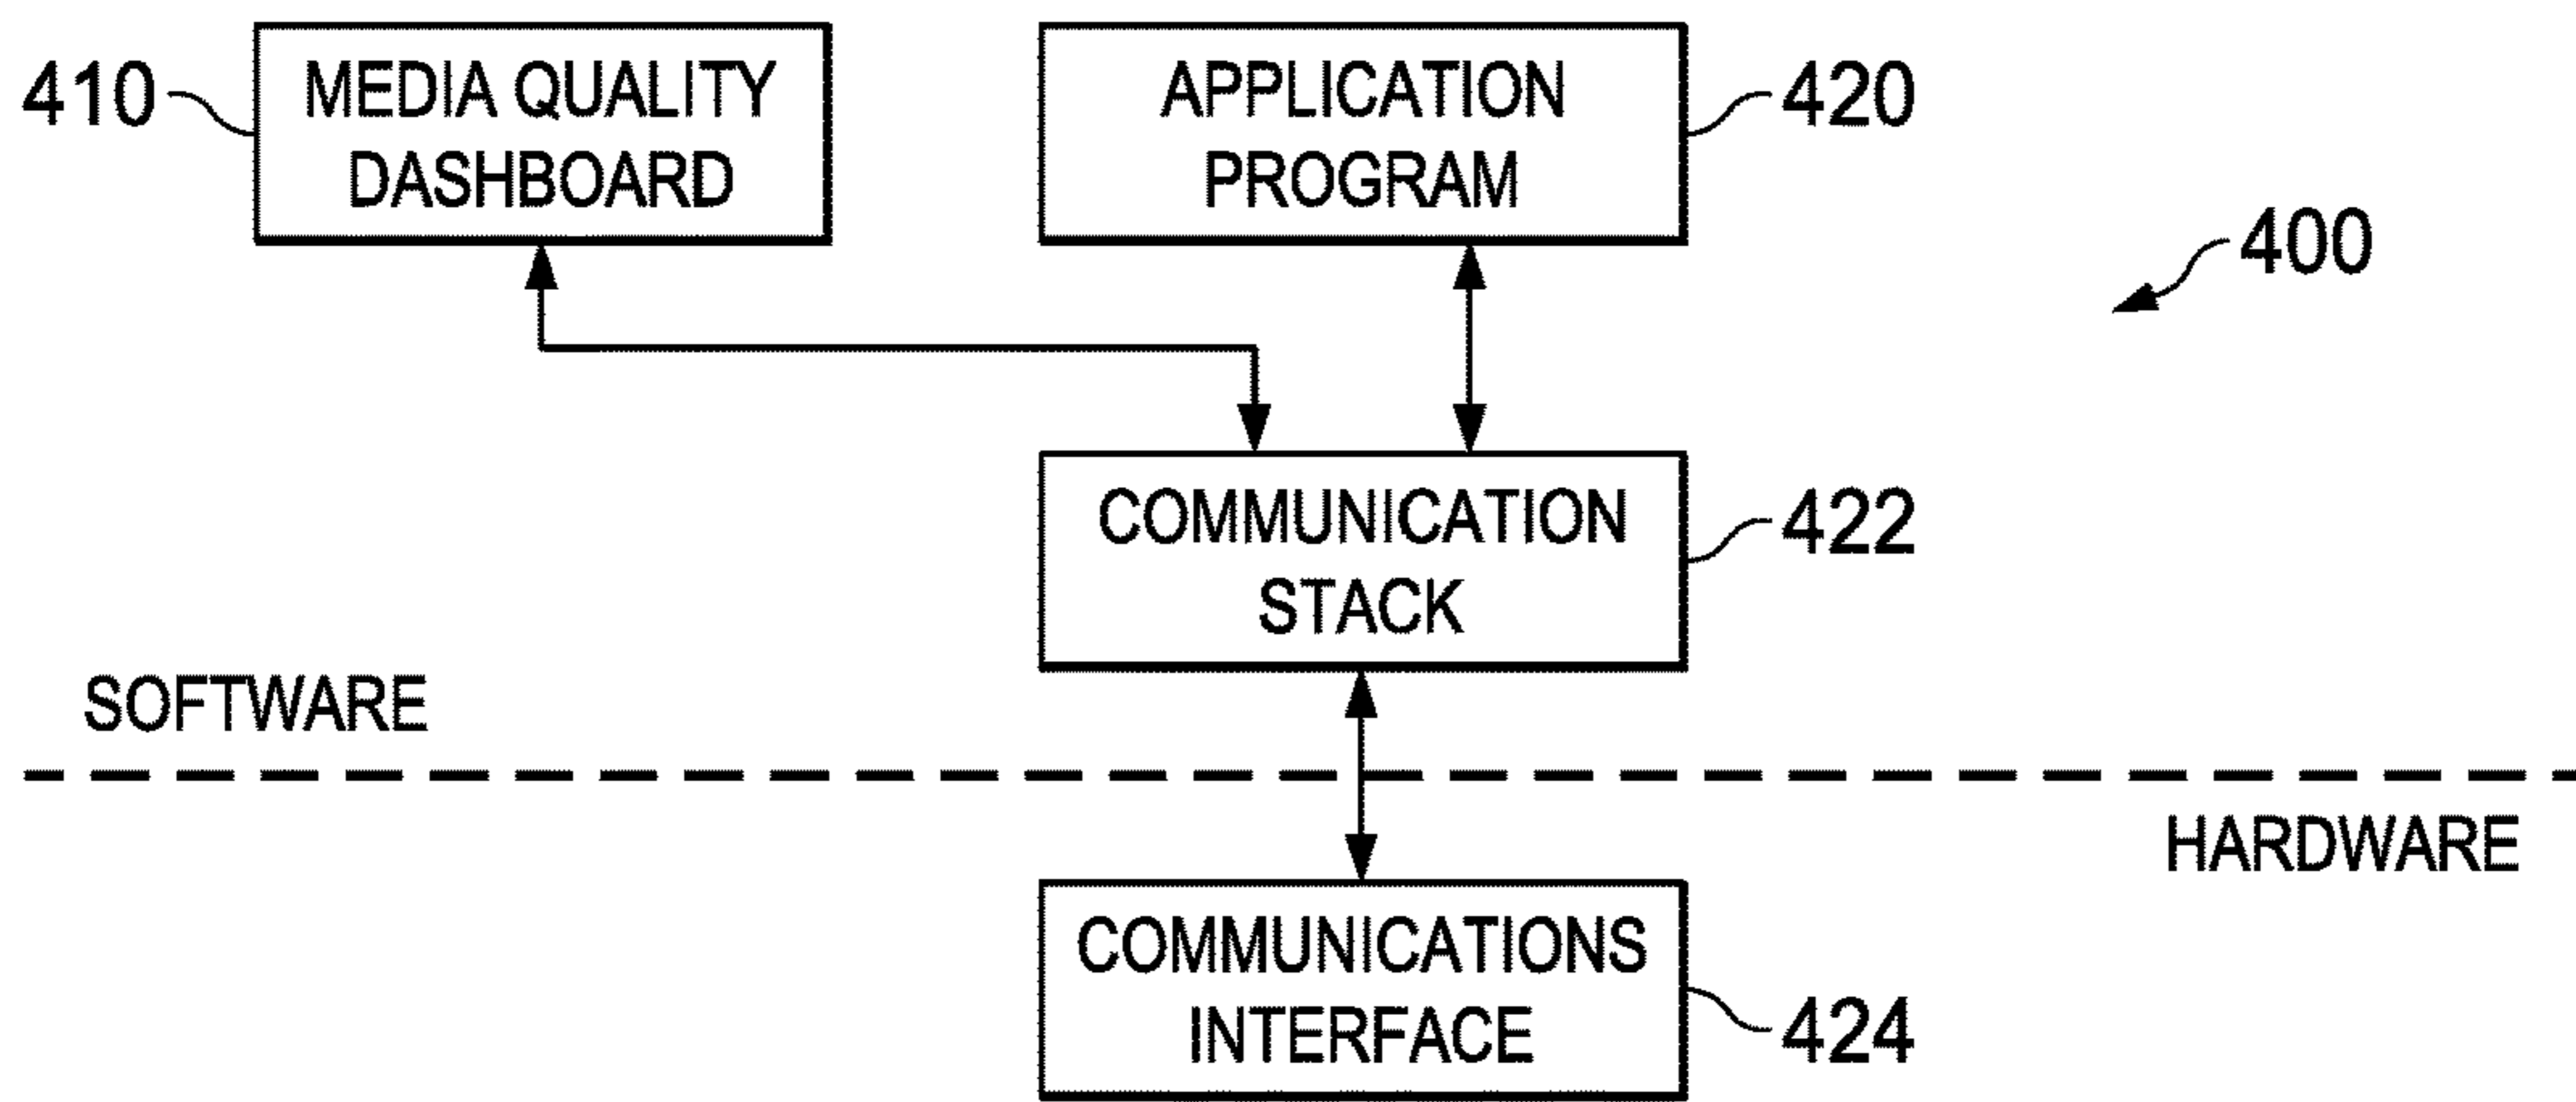 410
MEDIA QUALITY
DASHBOARD
APPLICATION
PROGRAM
420
400
COMMUNICATION
STACK
422
SOFTWARE
HARDWARE
COMMUNICATIONS
INTERFACE
424